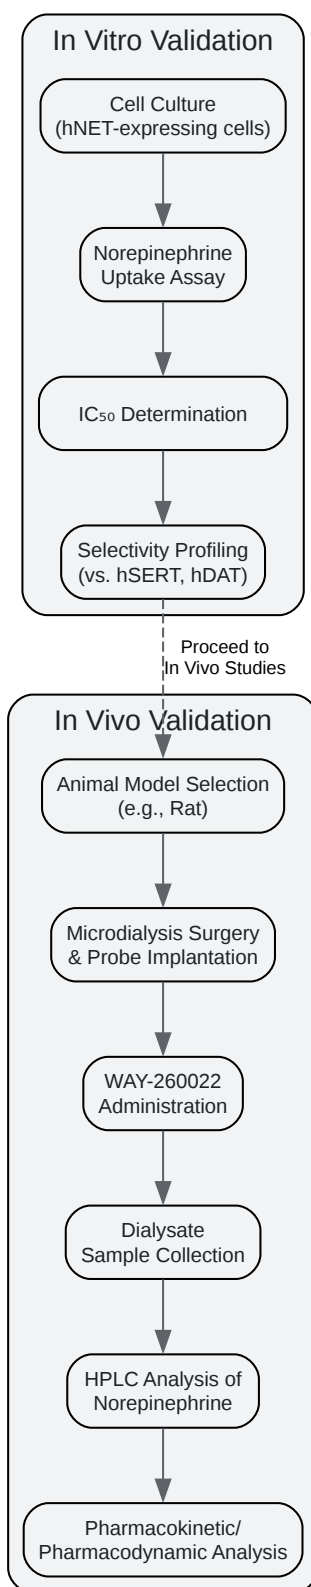 In Vitro Validation
Cell Culture
(hNET-expressing cells)
Norepinephrine
Uptake Assay
IC₅₀ Determination
Selectivity Profiling
(vs. hSERT, hDAT)
Proceed to
In Vivo Studies
In Vivo Validation
Animal Model Selection
(e.g., Rat)
Microdialysis Surgery
& Probe Implantation
WAY-260022
Administration
Dialysate
Sample Collection
HPLC Analysis of
Norepinephrine
Pharmacokinetic/
Pharmacodynamic Analysis